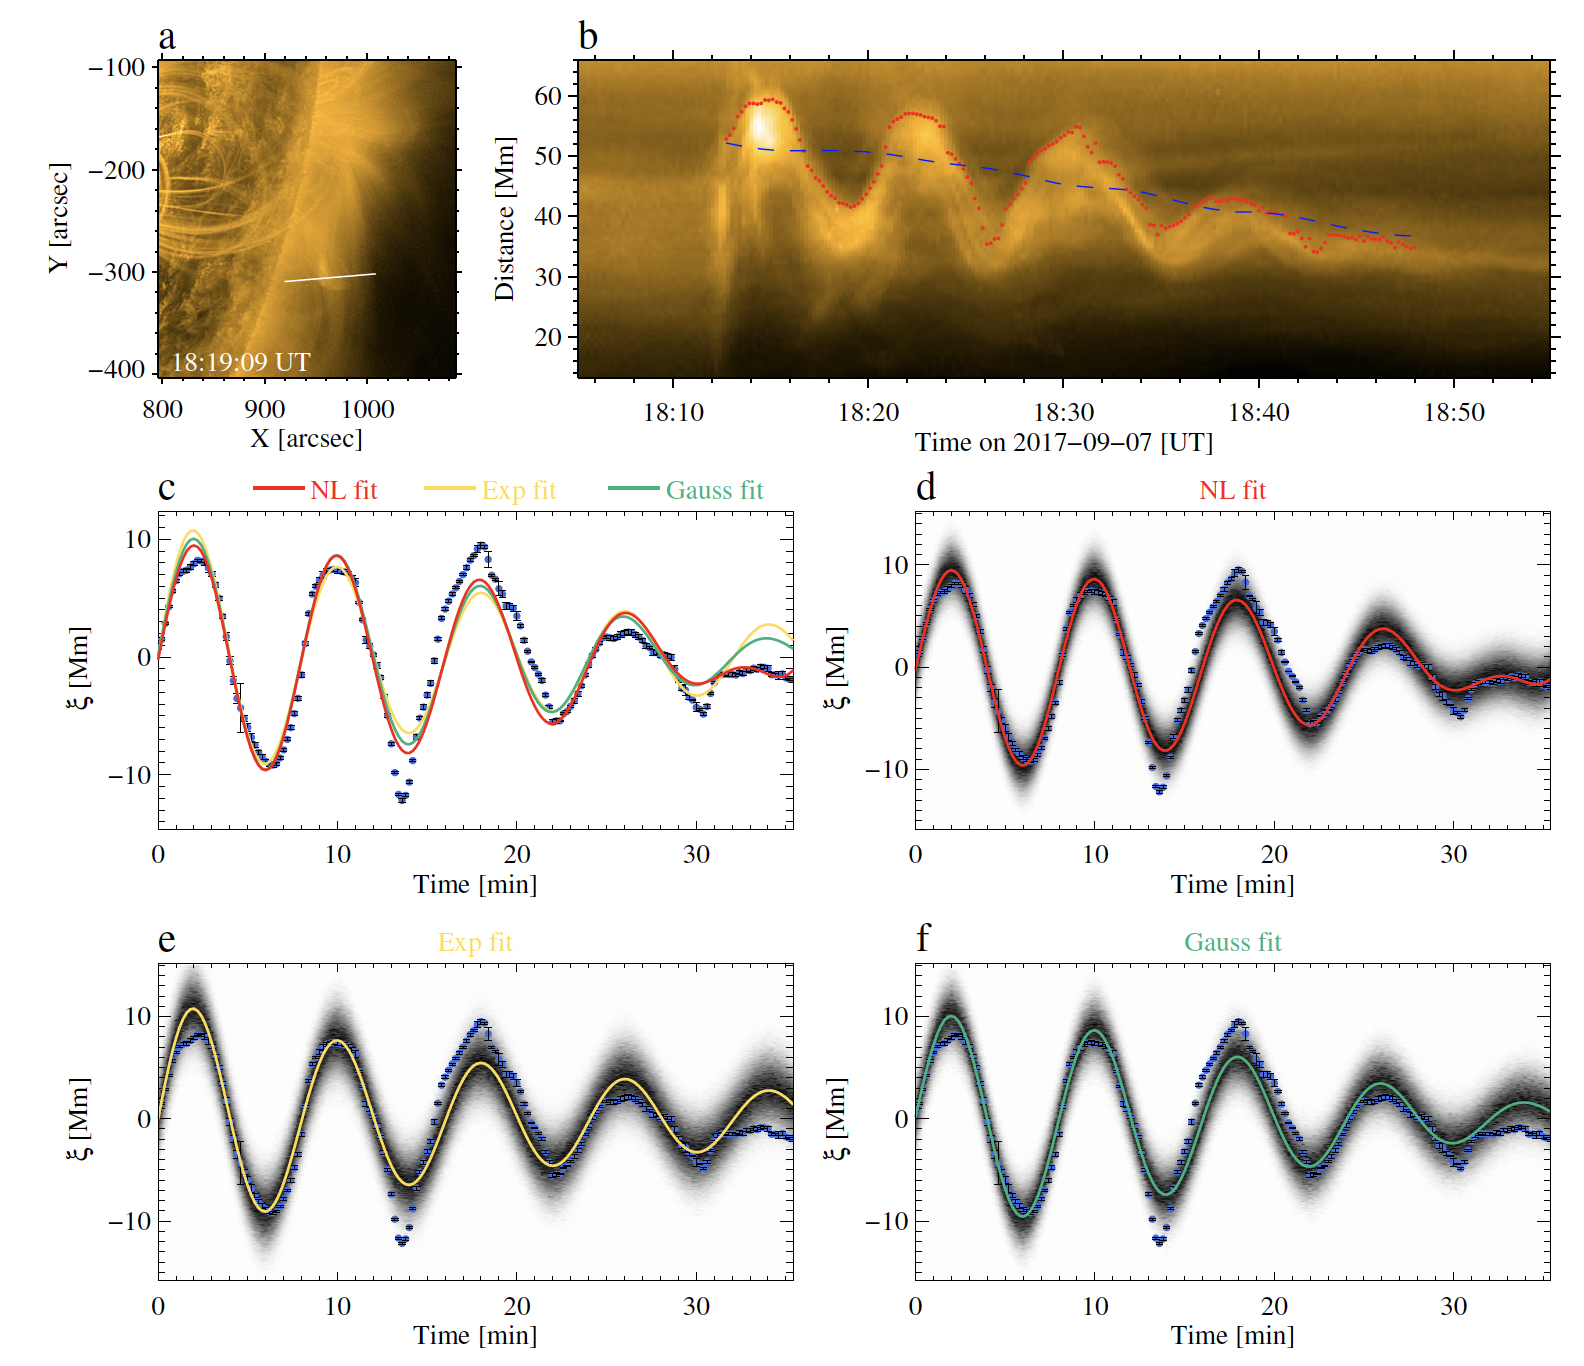 a
b
−100
−200
−300
−400
Y [arcsec]
18:19:09 UT
800 900 1000
X [arcsec]
60
50
40
30
20
Distance [Mm]
18:10 18:20 18:30 18:40 18:50
Time on 2017−09−07 [UT]
c
NL fit Exp fit Gauss fit
10
0
−10
ξ [Mm]
0 10 20 30
Time [min]
d
NL fit
10
0
−10
ξ [Mm]
0 10 20 30
Time [min]
e
Exp fit
10
0
−10
ξ [Mm]
0 10 20 30
Time [min]
f
Gauss fit
10
0
−10
ξ [Mm]
0 10 20 30
Time [min]